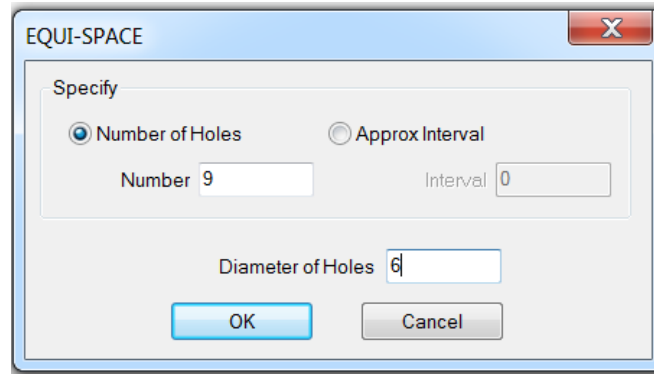 EQUI-SPACE
Specify
Number of Holes Approx Interval
Number 9 Interval 0
Diameter of Holes 6
OK Cancel